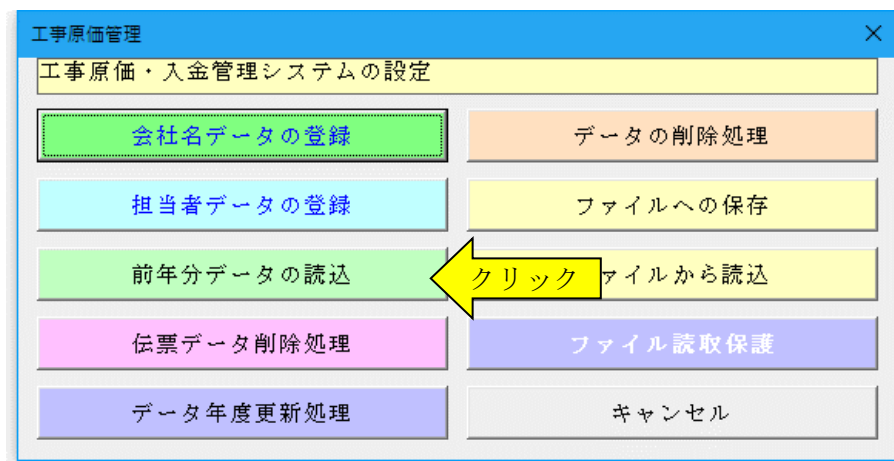 工事原価管理
工事原価・入金管理システムの設定
会社名データの登録
データの削除処理
担当者データの登録
ファイルへの保存
前年分データの読込
クリック
ァイルから読込
伝票データ削除処理
ファイル読取保護
データ年度更新処理
キャンセル